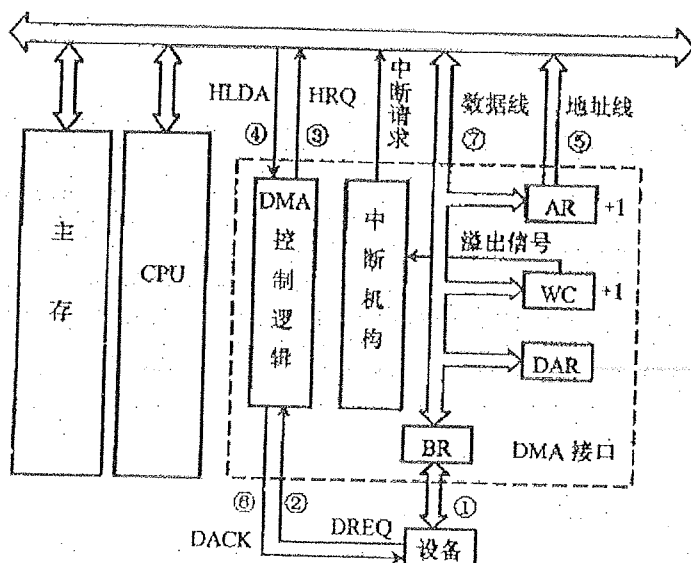 HLDA
HRQ
中断请求
数据线
地址线
④
③
⑦
⑤
主存
CPU
DMA
控制逻辑
中断机构
AR
+1
溢出信号
WC
+1
DAR
BR
DMA 接口
⑥
②
①
DACK
DREQ
设备